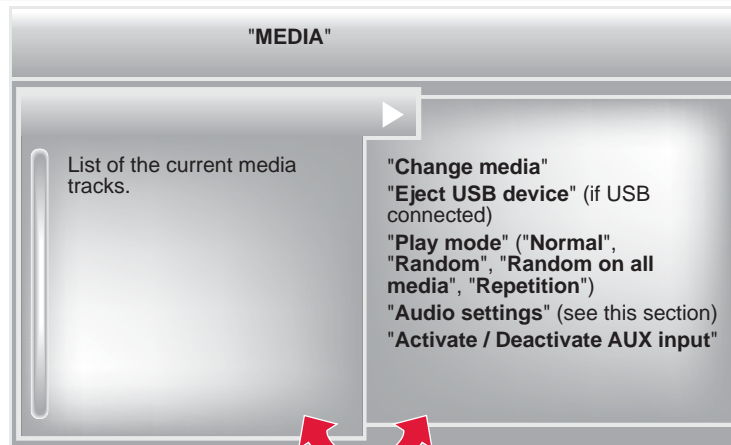 "MEDIA"
List of the current media
tracks.
"Change media"
"Eject USB device" (if USB
connected)
"Play mode" ("Normal",
"Random", "Random on all
media", "Repetition")
"Audio settings" (see this section)
"Activate / Deactivate AUX input"